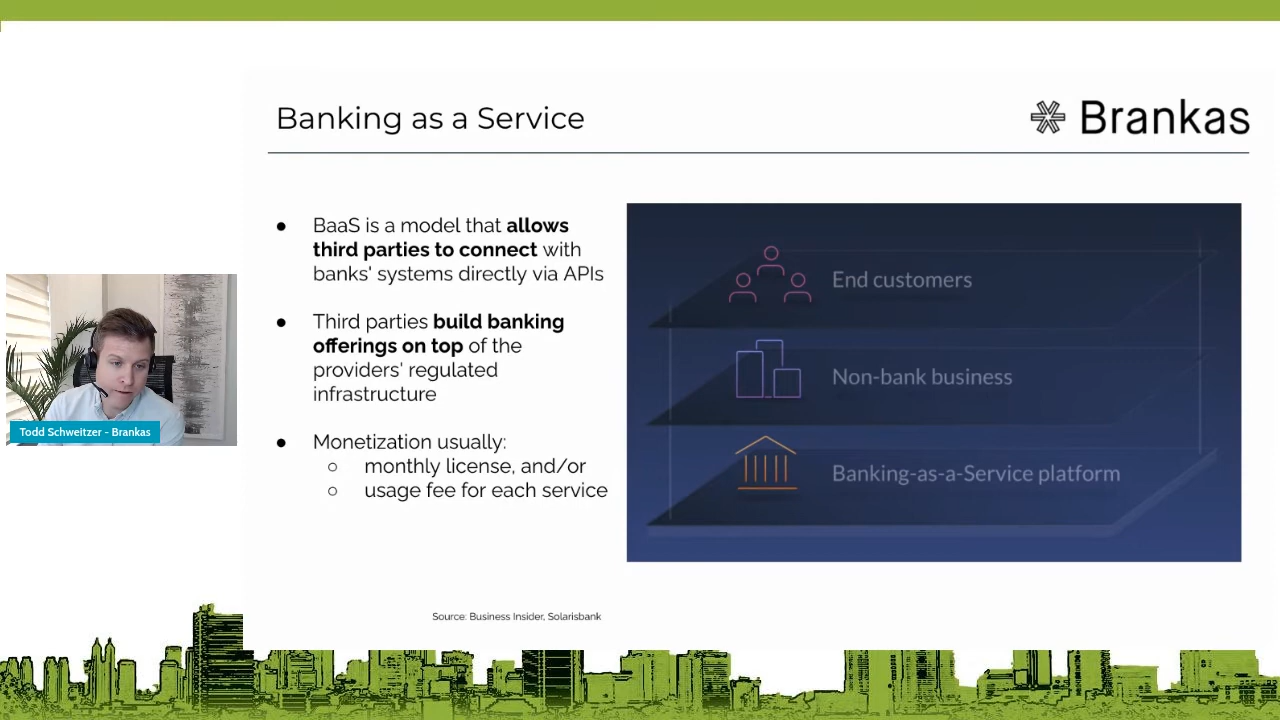 Banking as a Service
Brankas
● BaaS is a model that allows
third parties to connect with
banks' systems directly via APIs
● Third parties build banking
offerings on top of the
providers' regulated
infrastructure
● Monetization usually:
○ monthly license, and/or
○ usage fee for each service
End customers
Non-bank business
Banking-as-a-Service platform
Todd Schweitzer - Brankas
Source: Business Insider, Solarisbank